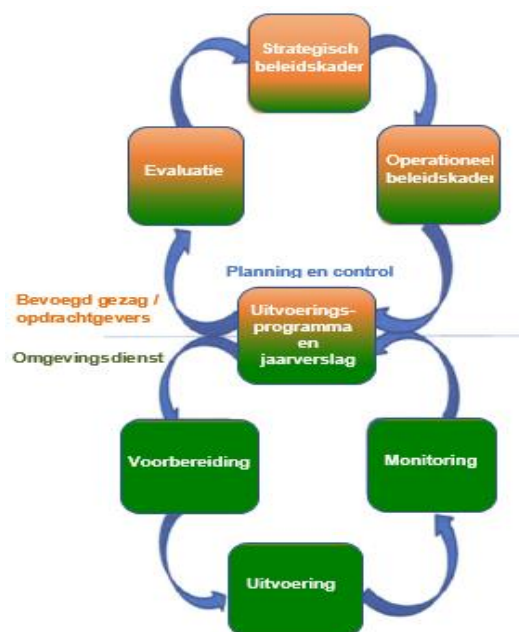 Strategisch
beleidskader
Evaluatie
Operationeel
beleidskader
Planning en control
Bevoegd gezag /
opdrachtgevers
Uitvoerings-
programma
en
jaarverslag
Omgevingsdienst
Voorbereiding
Monitoring
Uitvoering